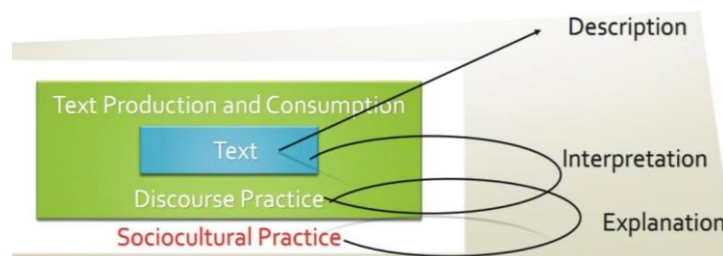 Description
Text Production and Consumption
Text
Interpretation
Discourse Practice
Explanation
Sociocultural Practice